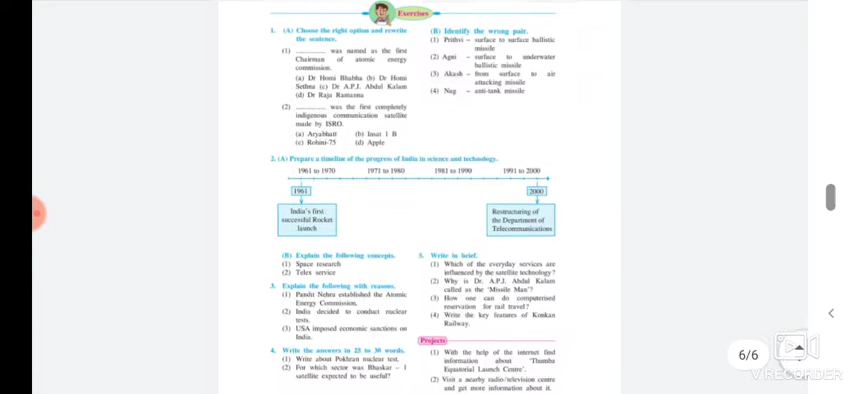 Exercises
1. (A) Choose the right option and rewrite
the sentence.
(1) .............. was named as the first
Chairman of atomic energy
commission.
(a) Dr Homi Bhabha (b) Dr Homi
Sethna (c) Dr A.P.J. Abdul Kalam
(d) Dr Raja Ramanna
(2) .............. was the first completely
indigenous communication satellite
made by ISRO.
(a) Aryabhatt (b) Insat 1 B
(c) Rohini-75 (d) Apple
(B) Identify the wrong pair.
(1) Prithvi – surface to surface ballistic
missile
(2) Agni – surface to underwater
ballistic missile
(3) Akash – from surface to air
attacking missile
(4) Nag – anti-tank missile
2. (A) Prepare a timeline of the progress of India in science and technology.
1961 to 1970 1971 to 1980 1981 to 1990 1991 to 2000
1961 2000
India's first
successful Rocket
launch
Restructuring of
the Department of
Telecommunications
(B) Explain the following concepts.
(1) Space research
(2) Telex service
3. Explain the following with reasons.
(1) Pandit Nehru established the Atomic
Energy Commission.
(2) India decided to conduct nuclear
tests.
(3) USA imposed economic sanctions on
India.
4. Write the answers in 25 to 30 words.
(1) Write about Pokhran nuclear test.
(2) For which sector was Bhaskar – 1
satellite expected to be useful?
5. Write in brief.
(1) Which of the everyday services are
influenced by the satellite technology?
(2) Why is Dr. A.P.J. Abdul Kalam
called as the 'Missile Man'?
(3) How one can do computerised
reservation for rail travel?
(4) Write the key features of Konkan
Railway.
Projects
(1) With the help of the internet find
information about 'Thumba
Equatorial Launch Centre'.
(2) Visit a nearby radio/television centre
and get more information about it.
6/6
VIRECORDER